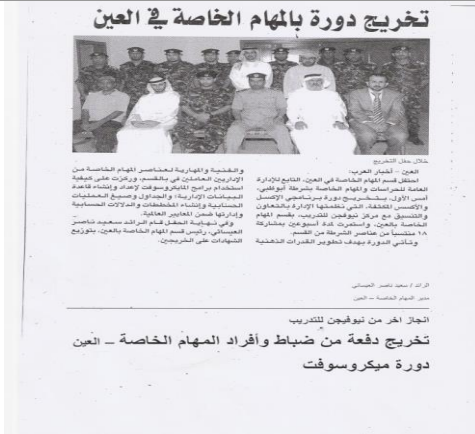 تخريج دورة بالمهام الخاصة في العين
خلال حفل التخريج
العين - أخبار العرب:
احتفل قسم المهام الخاصة في العين، التابع للإدارة
العامة للحراسات والمهام الخاصة بشرطة أبوظبي،
أمس الأول، بتخريج دورة برنامجي الإكسل
والأكسس المكثفة، التي نظمتها الإدارة بالتعاون
والتنسيق مع مركز نيوفيجن للتدريب، بقسم المهام
الخاصة بالعين، واستمرت لمدة أسبوعين بمشاركة
١٨ منتسباً من عناصر الشرطة من القسم.
وتأتي الدورة بهدف تطوير القدرات الذهنية
والفنية والمهارية لعناصر المهام الخاصة من
الإداريين العاملين في بالقسم، وركزت على كيفية
استخدام برامج المايكروسوفت لإعداد وإنشاء قاعدة
البيانات الإدارية؛ والجداول وصيغ العمليات
الحسابية وإنشاء المخططات والدلالات الحسابية
وإدارتها ضمن المعايير العالمية.
وفي نهاية الحفل قام الرائد سعيد ناصر
العيساني، رئيس قسم المهام الخاصة بالعين، بتوزيع
الشهادات على الخريجين.
الرائد / سعيد ناصر العيساني
مدير المهام الخاصة – العين
انجاز اخر من نيوفيجن للتدريب
تخريج دفعة من ضباط وأفراد المهام الخاصة – العين
دورة ميكروسوفت